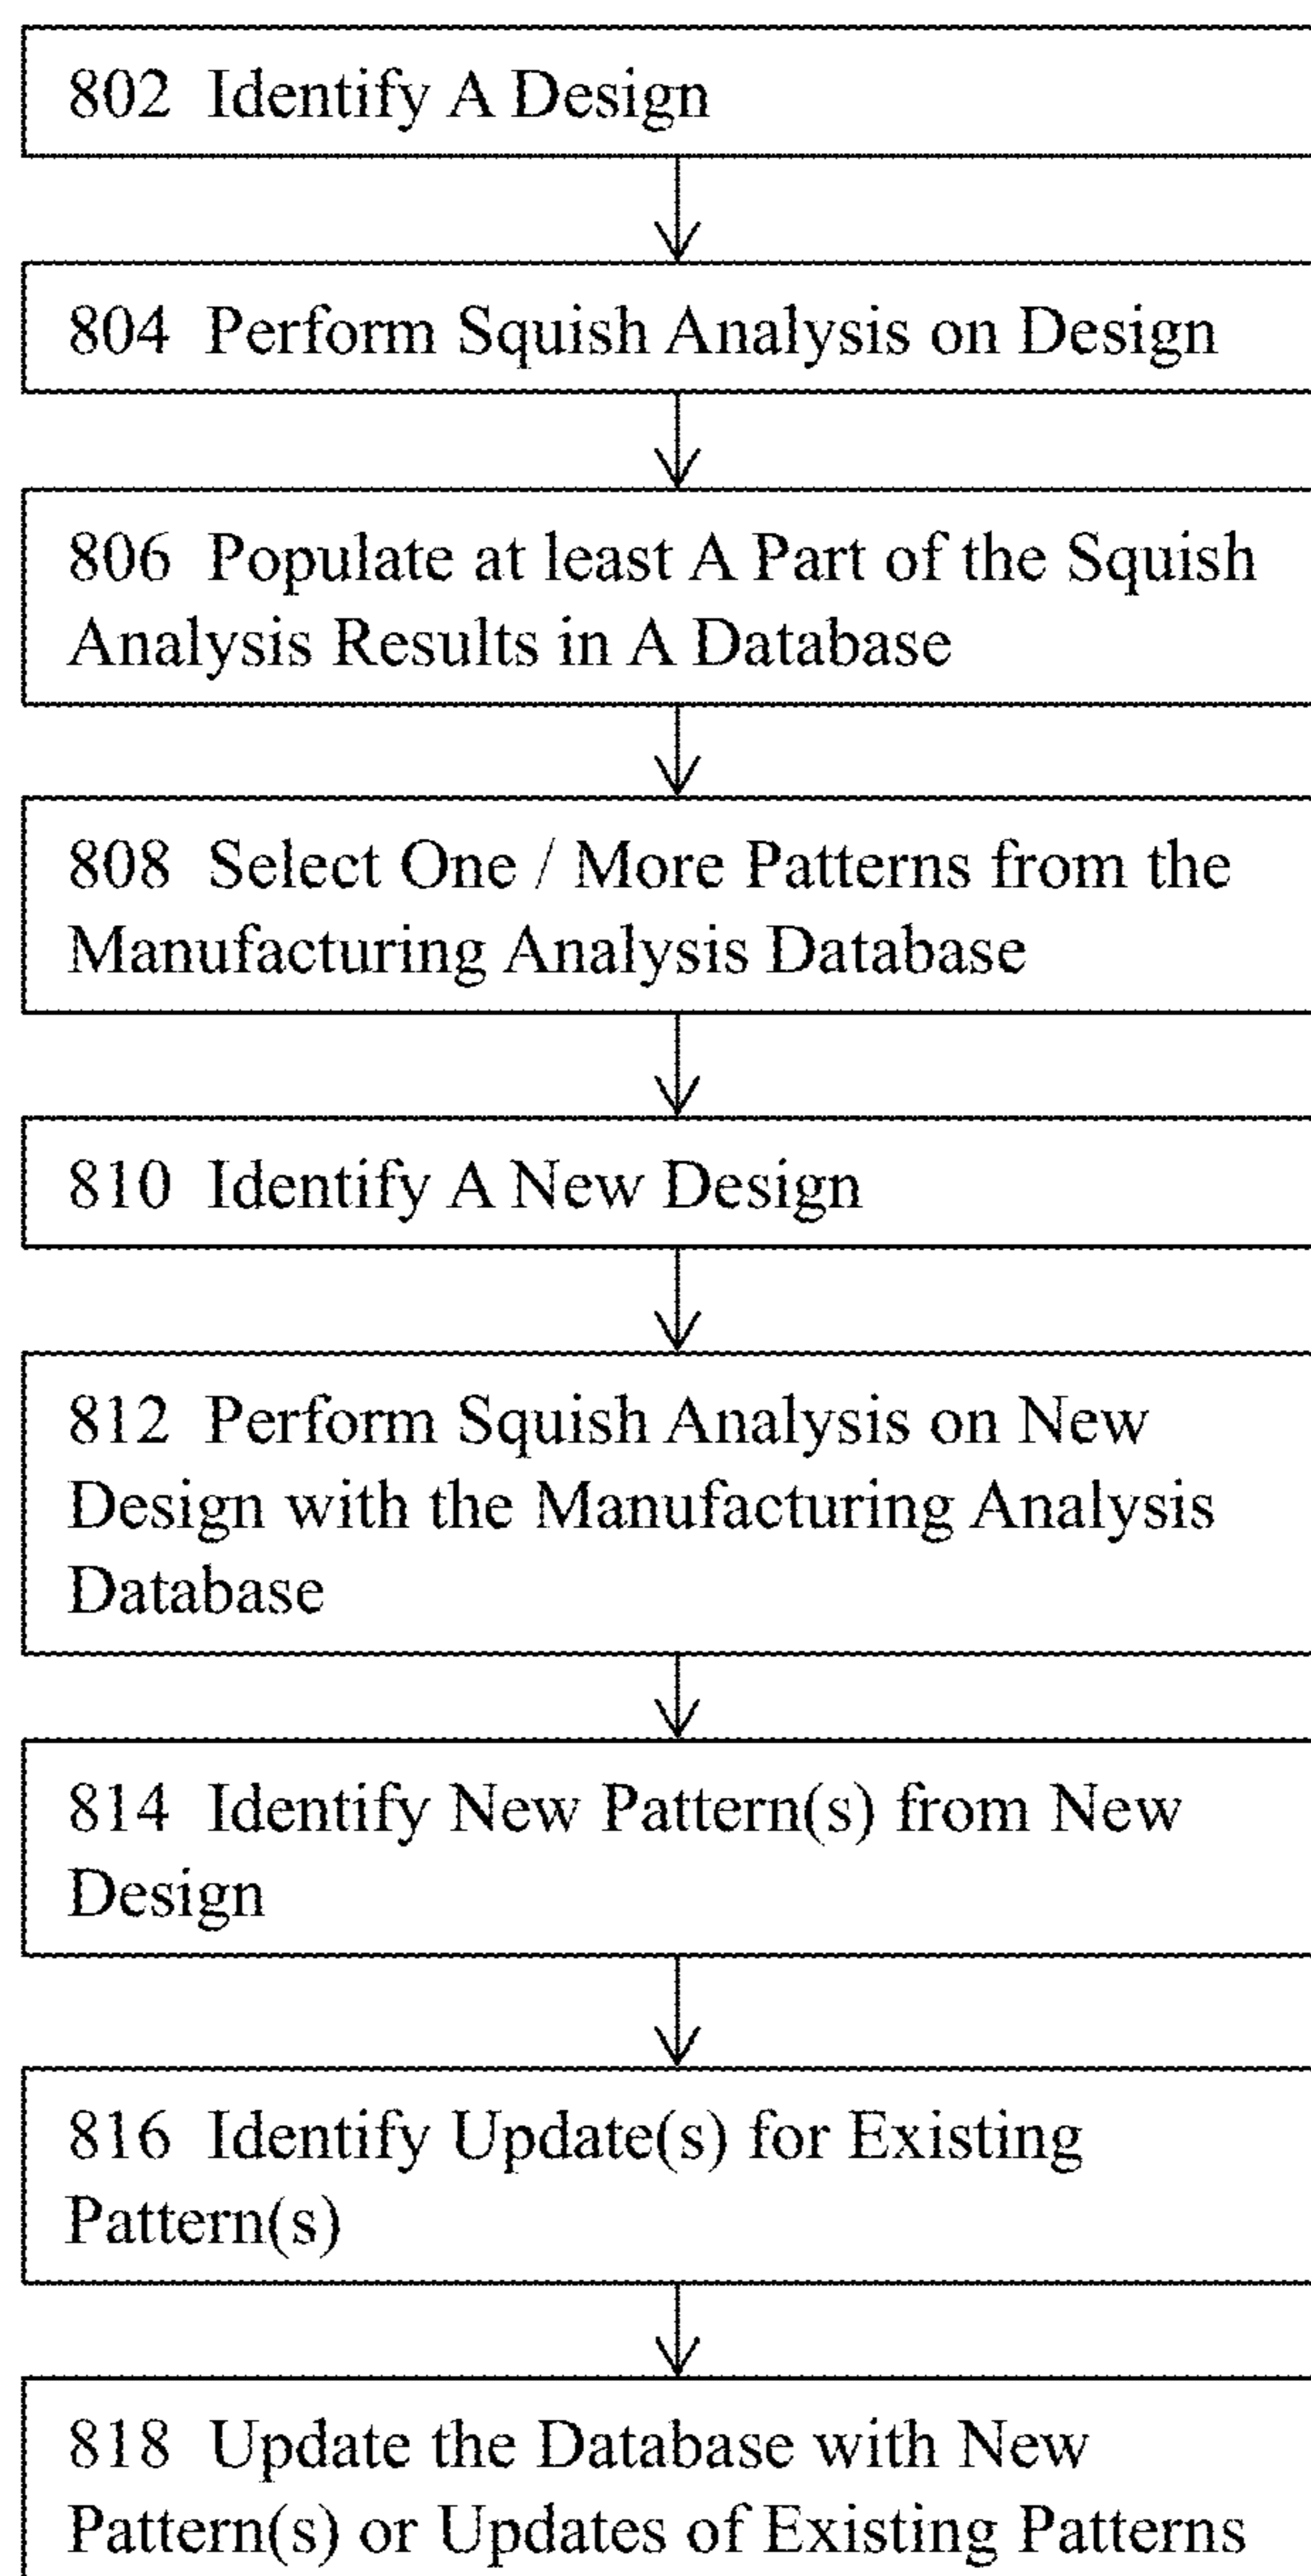 802 Identify A Design
804 Perform Squish Analysis on Design
806 Populate at least A Part of the Squish
Analysis Results in A Database
808 Select One / More Patterns from the
Manufacturing Analysis Database
810 Identify A New Design
812 Perform Squish Analysis on New
Design with the Manufacturing Analysis
Database
814 Identify New Pattern(s) from New
Design
816 Identify Update(s) for Existing
Pattern(s)
818 Update the Database with New
Pattern(s) or Updates of Existing Patterns